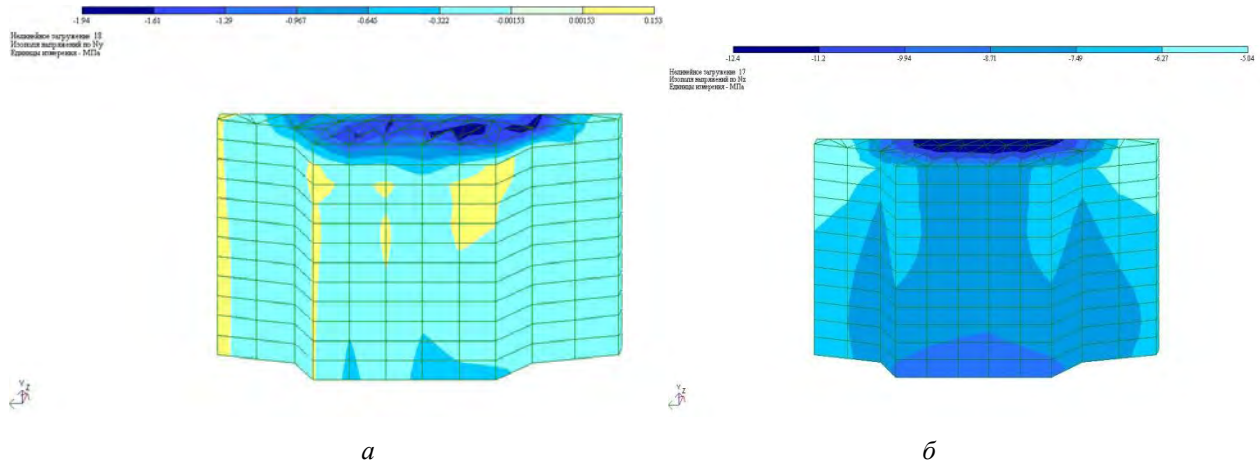 -1.94 -1.61 -1.29 -0.967 -0.645 -0.322 -0.00153 0.00153 0.153
Нелинейное загружение 18
Изополя напряжений по Ny
Единицы измерения - МПа
-12.4 -11.2 -9.94 -8.71 -7.49 -6.27 -5.04
Нелинейное загружение 17
Изополя напряжений по Nz
Единицы измерения - МПа
Y Z
Y Z
а б